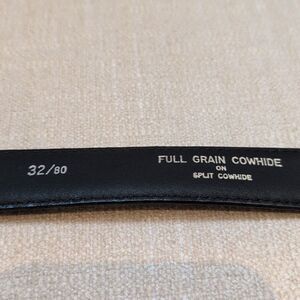 32/80
FULL GRAIN COWHIDE
ON
SPLIT COWHIDE